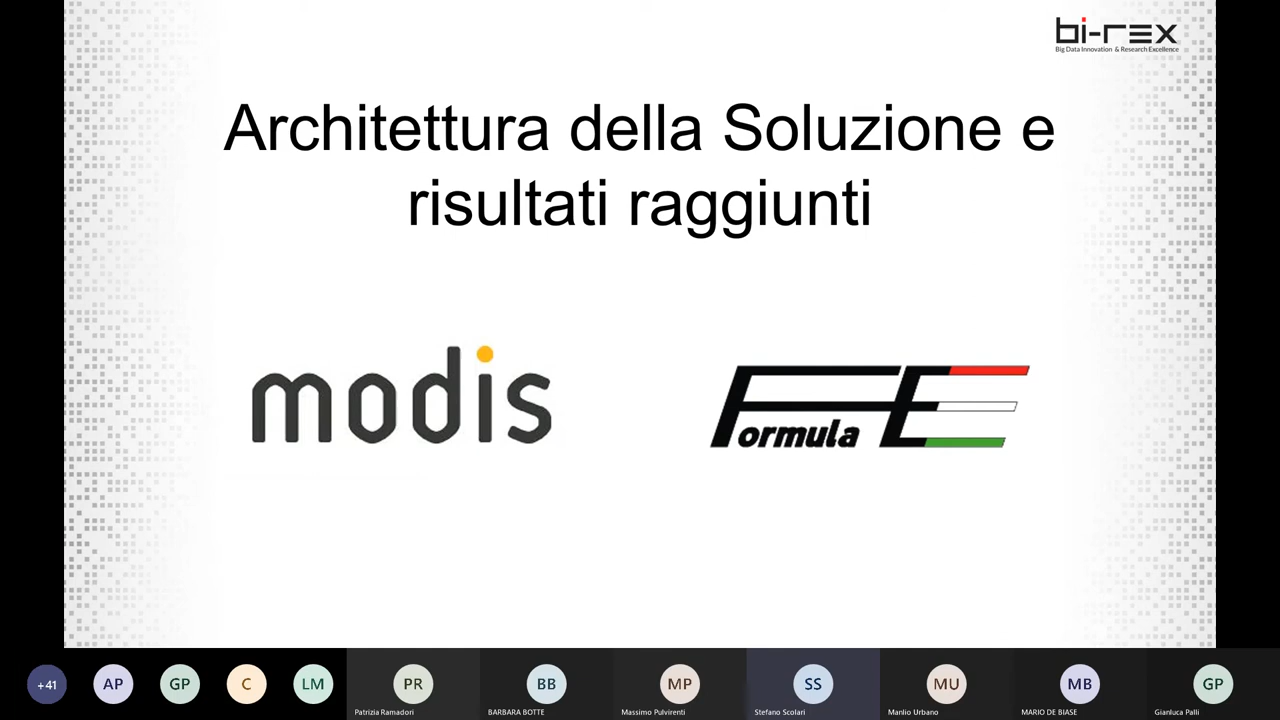 bi-rex
Big Data Innovation & Research Excellence
Architettura della Soluzione e
risultati raggiunti
modis
Formula E
+41
AP
GP
C
LM
PR
BB
MP
SS
MU
MB
GP
Patrizia Ramadori
BARBARA BOTTE
Massimo Pulvirenti
Stefano Scolari
Manlio Urbano
MARIO DE BIASE
Gianluca Palli